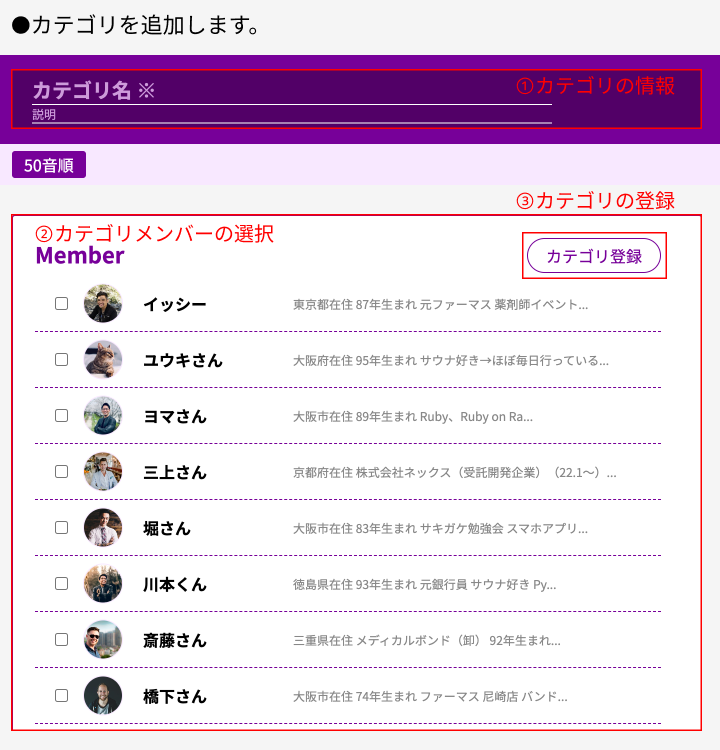 ●カテゴリを追加します。
①カテゴリの情報
カテゴリ名 ※
説明
50音順
③カテゴリの登録
②カテゴリメンバーの選択
Member
カテゴリ登録
イッシー 東京都在住 87年生まれ 元ファーマス 薬剤師イベント...
ユウキさん 大阪府在住 95年生まれ サウナ好き→ほぼ毎日行っている...
ヨマさん 大阪市在住 89年生まれ Ruby、Ruby on Ra...
三上さん 京都府在住 株式会社ネックス（受託開発企業）（22.1〜）...
堀さん 大阪市在住 83年生まれ サキガケ勉強会 スマホアプリ...
川本くん 徳島県在住 93年生まれ 元銀行員 サウナ好き Py...
斎藤さん 三重県在住 メディカルボンド（卸） 92年生まれ...
橋下さん 大阪市在住 74年生まれ ファーマス 尼崎店 バンド...